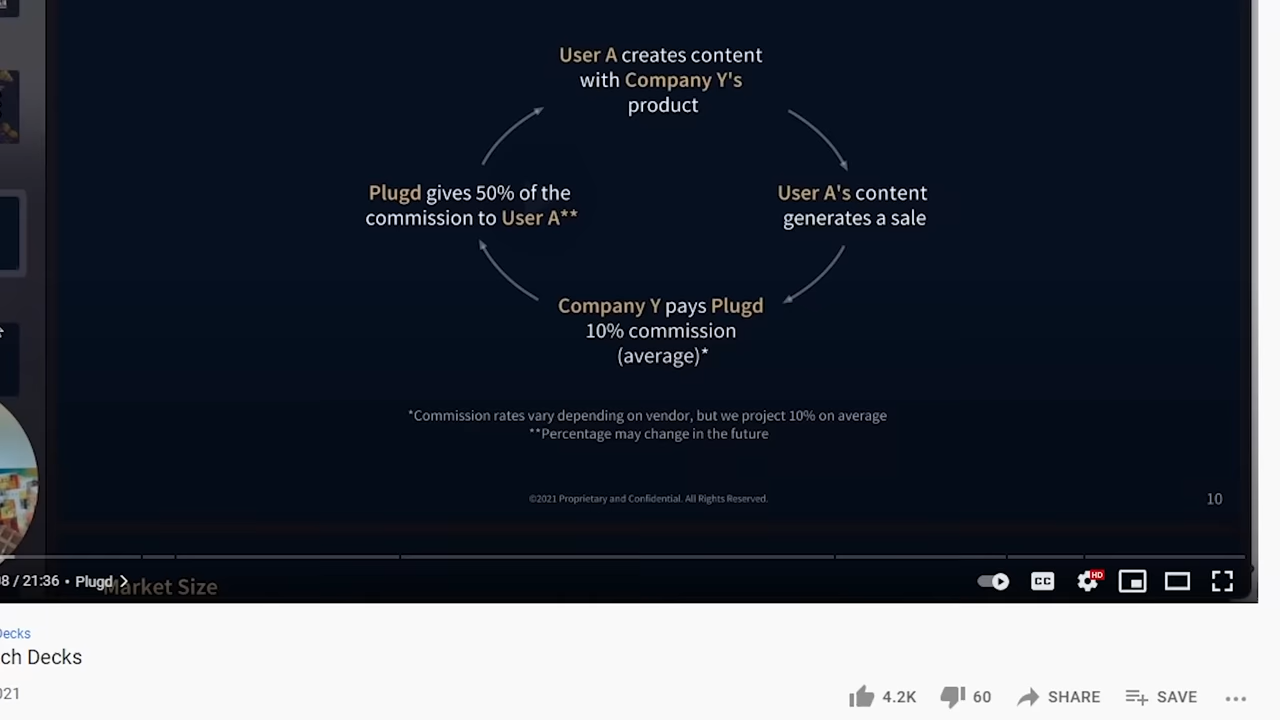 User A creates content
with Company Y's
product
Plugd gives 50% of the
commission to User A**
User A's content
generates a sale
Company Y pays Plugd
10% commission
(average)*
*Commission rates vary depending on vendor, but we project 10% on average
**Percentage may change in the future
©2021 Proprietary and Confidential. All Rights Reserved.
10
8 / 21:36 • Plugd
Market Size
CC
HD
Decks
ch Decks
021
4.2K
60
SHARE
SAVE